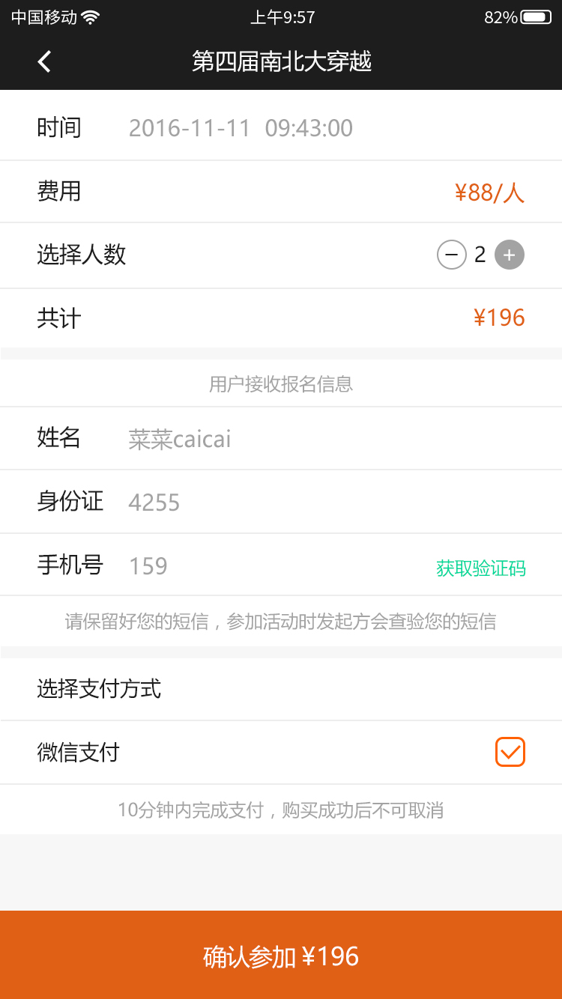 中国移动 上午9:57 82%
第四届南北大穿越
时间 2016-11-11 09:43:00
费用 ¥88/人
选择人数 2
共计 ¥196
用户接收报名信息
姓名 菜菜caicai
身份证 4255
手机号 159 获取验证码
请保留好您的短信，参加活动时发起方会查验您的短信
选择支付方式
微信支付
10分钟内完成支付，购买成功后不可取消
确认参加 ¥196